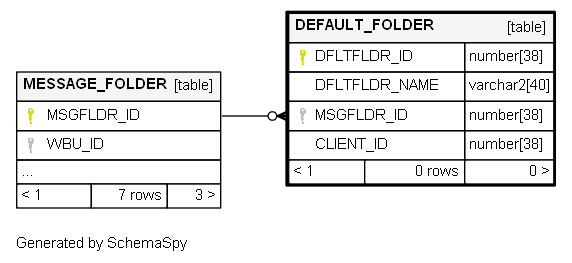 DEFAULT_FOLDER [table]
DFLTFLDR_ID number[38]
DFLTFLDR_NAME varchar2[40]
MSGFLDR_ID number[38]
CLIENT_ID number[38]
< 1 0 rows 0 >
MESSAGE_FOLDER [table]
MSGFLDR_ID
WBU_ID
...
< 1 7 rows 3 >
Generated by SchemaSpy